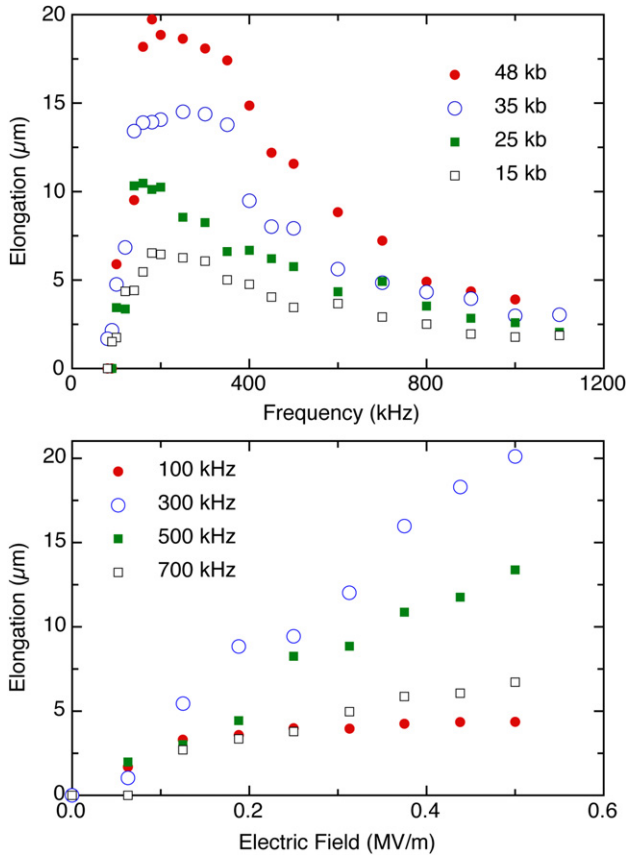 20
15
10
5
0
Elongation (µm)
48 kb
35 kb
25 kb
15 kb
0 400 800 1200
Frequency (kHz)
20
15
10
5
0
Elongation (µm)
100 kHz
300 kHz
500 kHz
700 kHz
0 0.2 0.4 0.6
Electric Field (MV/m)